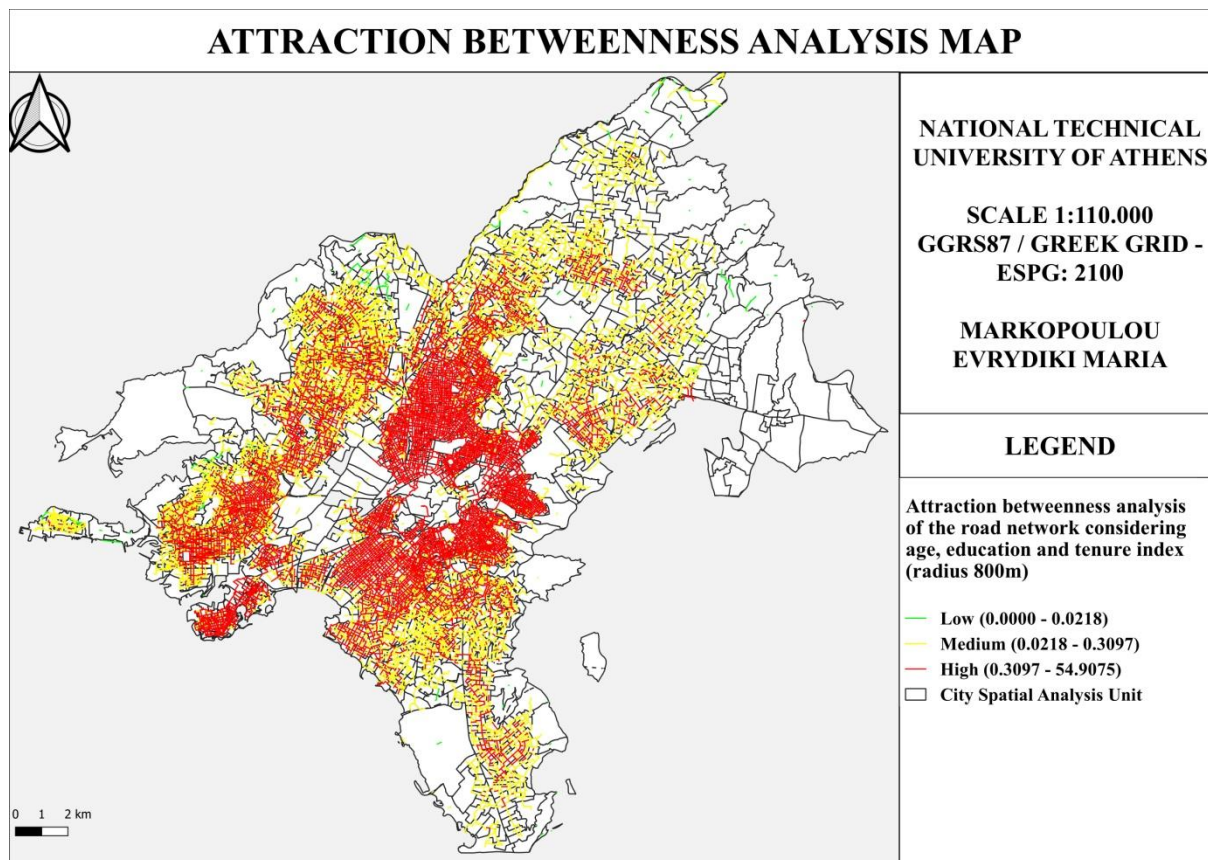 ATTRACTION BETWEENNESS ANALYSIS MAP
NATIONAL TECHNICAL
UNIVERSITY OF ATHENS
SCALE 1:110.000
GGRS87 / GREEK GRID -
ESPG: 2100
MARKOPOULOU
EVRYDIKI MARIA
LEGEND
Attraction betweenness analysis
of the road network considering
age, education and tenure index
(radius 800m)
Low (0.0000 - 0.0218)
Medium (0.0218 - 0.3097)
High (0.3097 - 54.9075)
City Spatial Analysis Unit
0 1 2 km